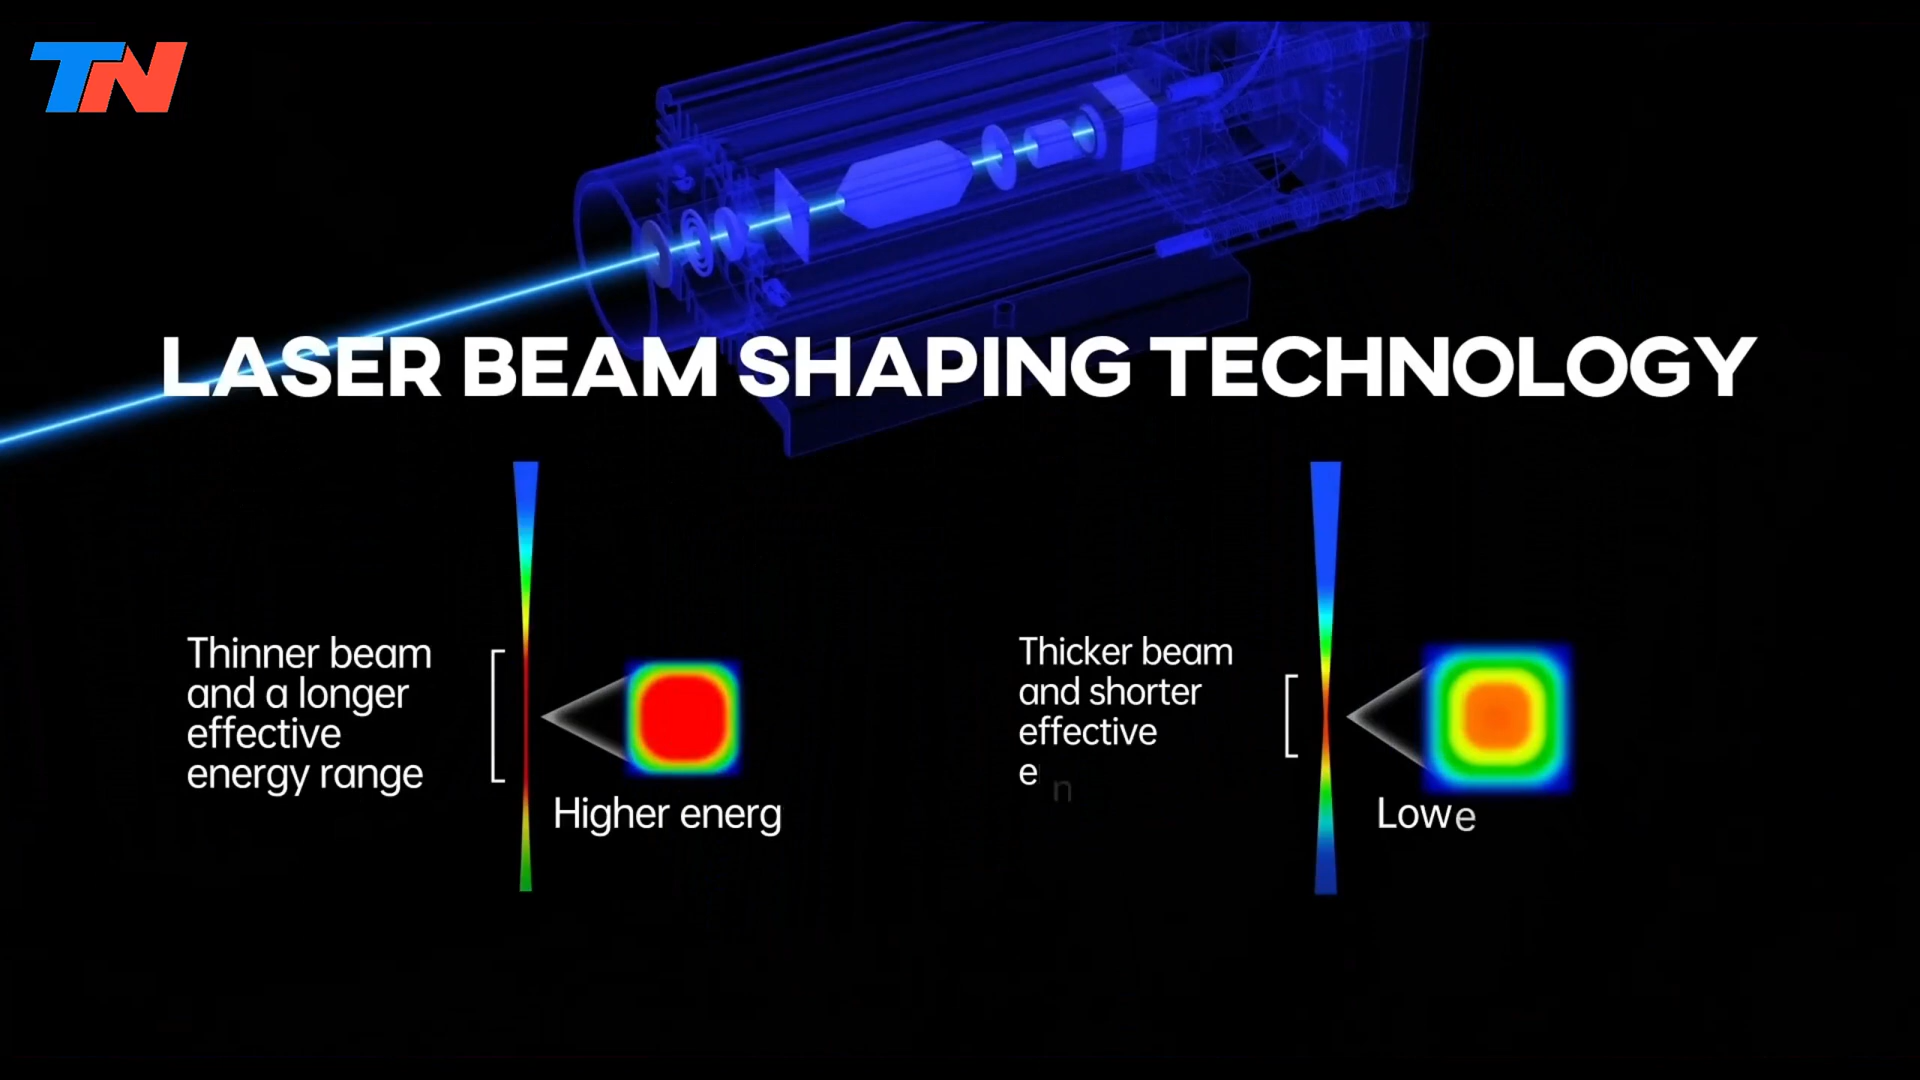 TN
LASER BEAM SHAPING TECHNOLOGY
Thinner beam
and a longer
effective
energy range
Higher energ
Thicker beam
and shorter
effective
en
Lowe